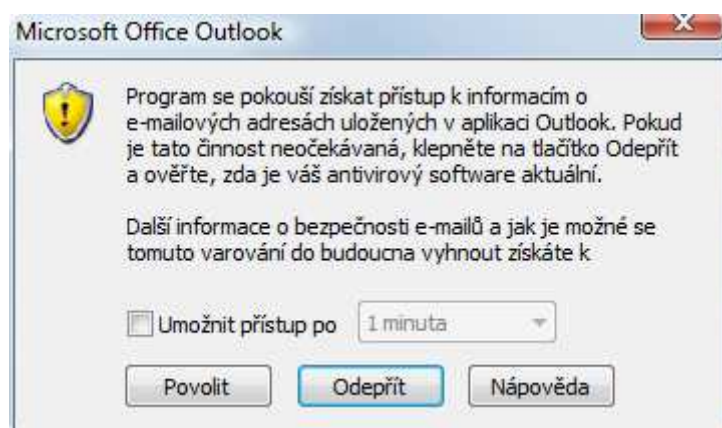 Microsoft Office Outlook
Program se pokouší získat přístup k informacím o
e-mailových adresách uložených v aplikaci Outlook. Pokud
je tato činnost neočekávaná, klepněte na tlačítko Odepřít
a ověřte, zda je váš antivirový software aktuální.
Další informace o bezpečnosti e-mailů a jak je možné se
tomuto varování do budoucna vyhnout získáte k
Umožnit přístup po 1 minuta
Povolit Odepřít Nápověda